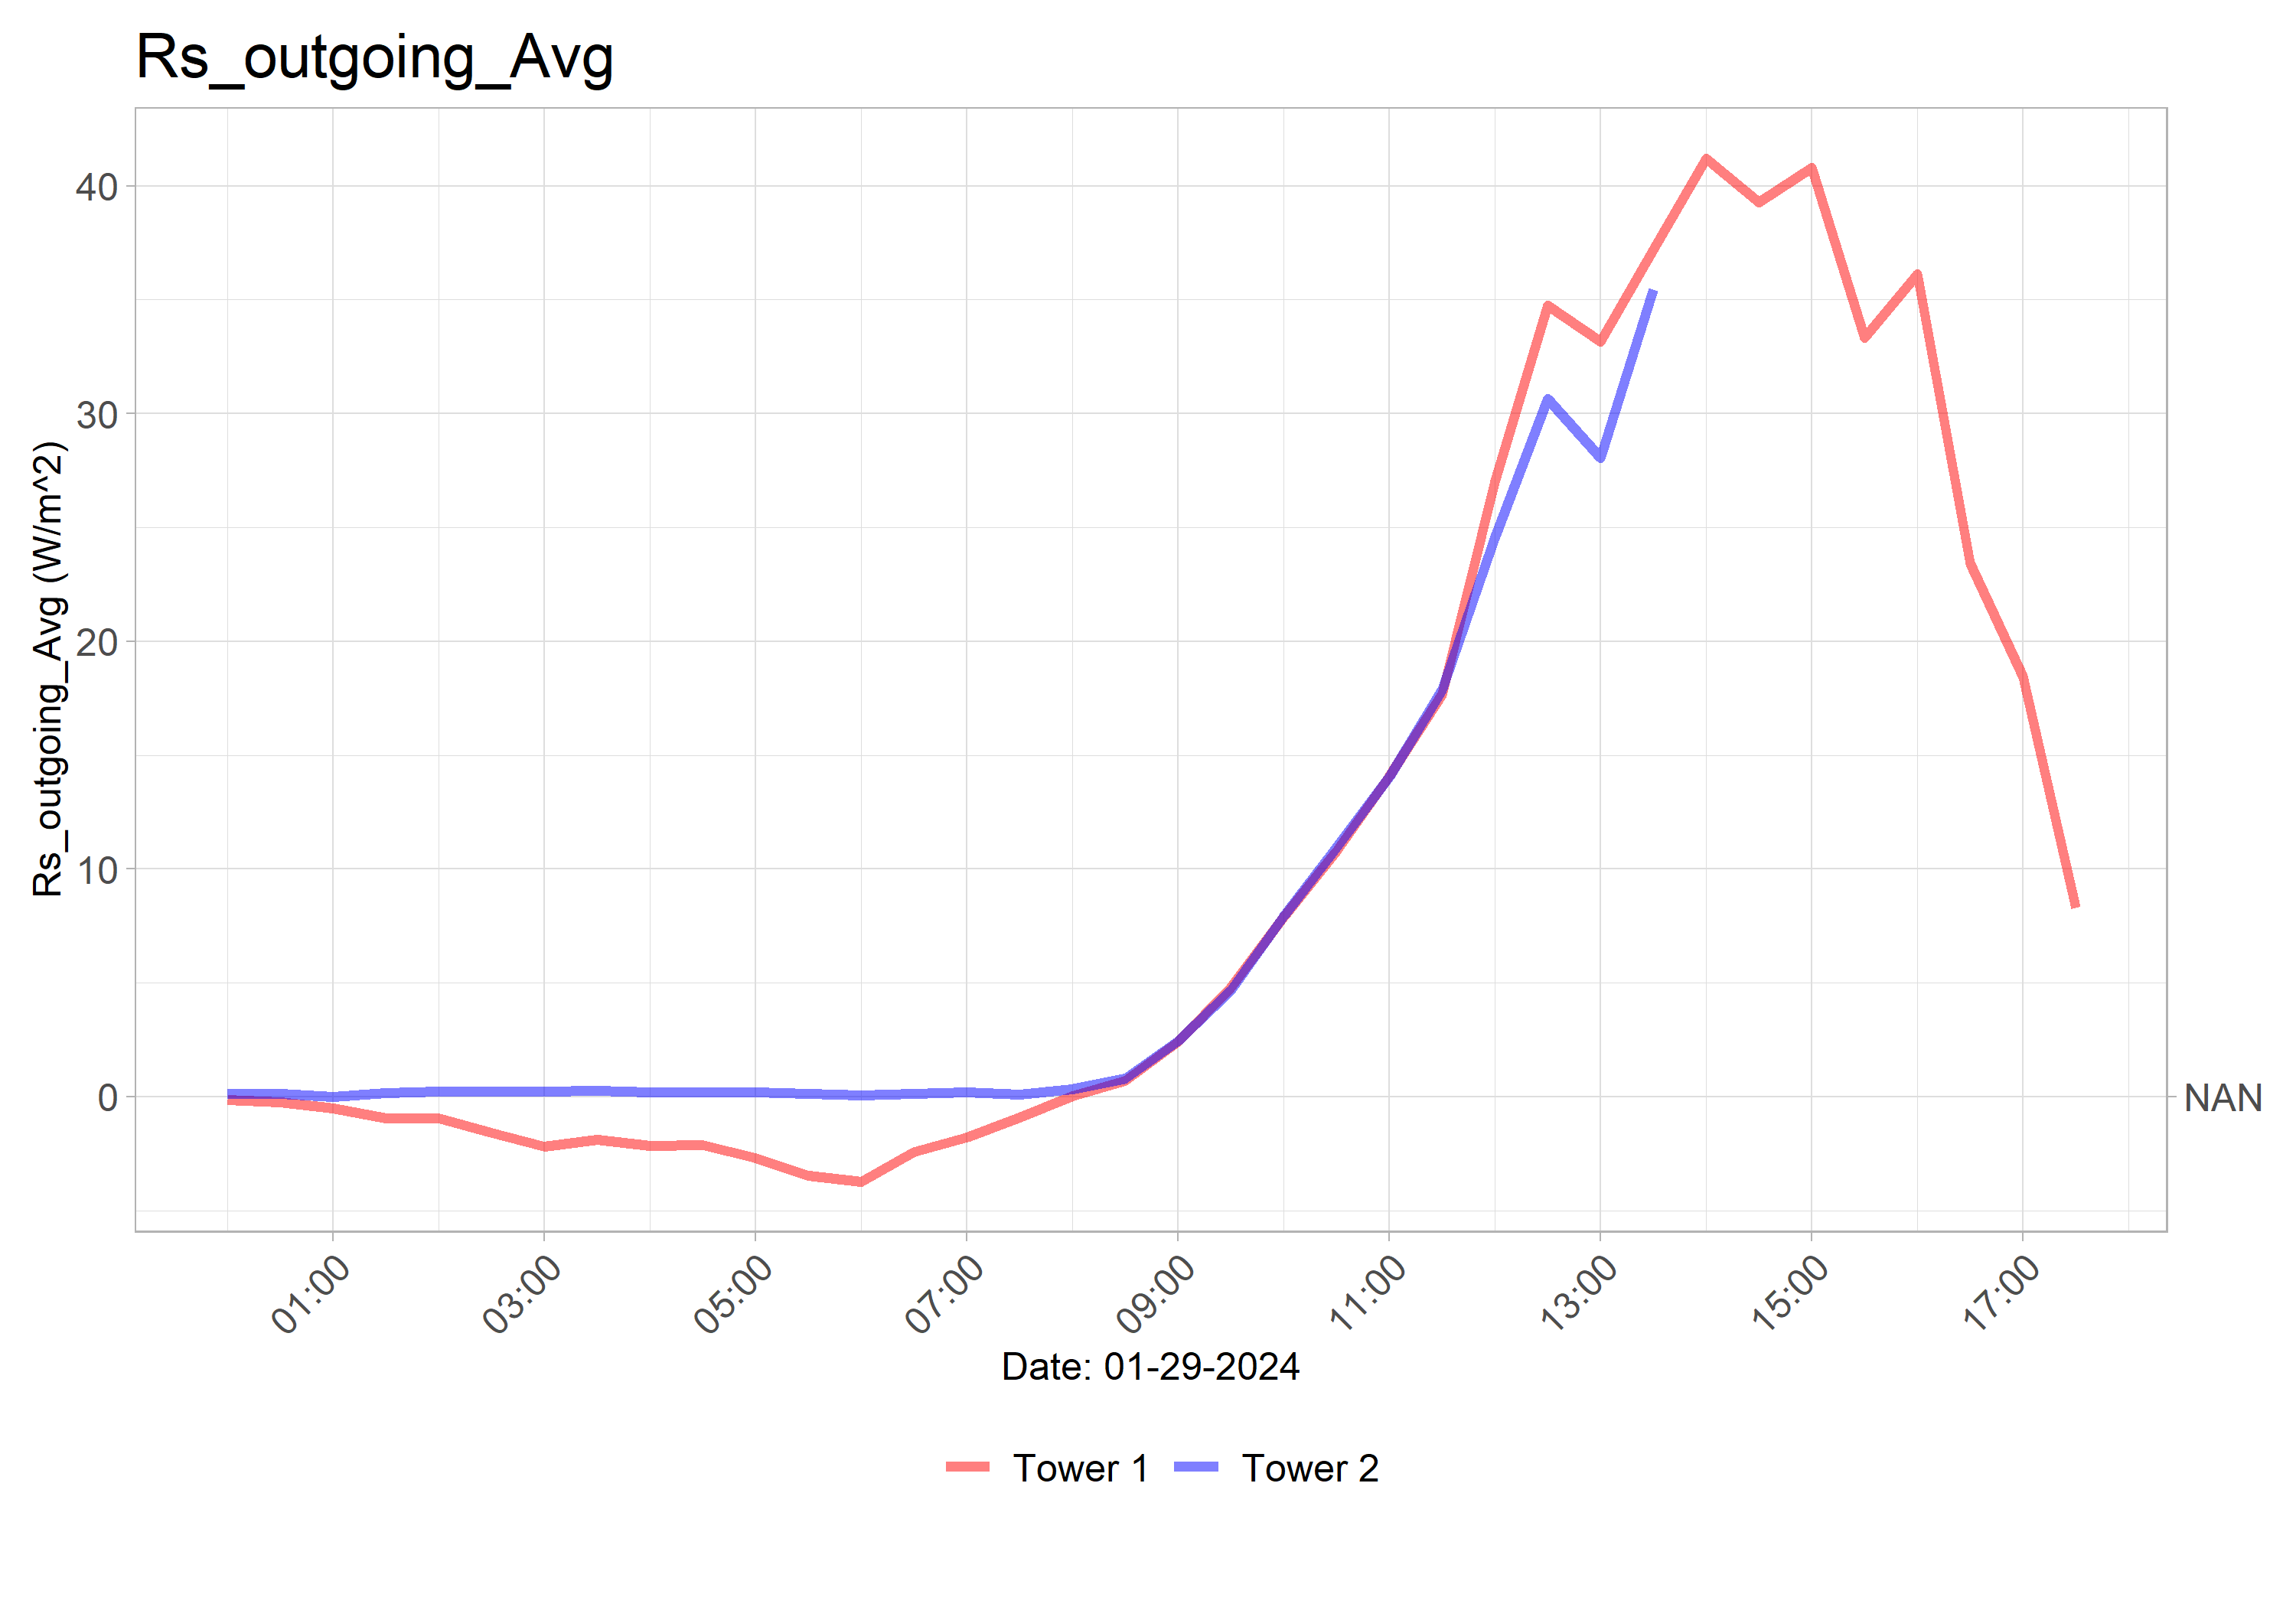 Rs_outgoing_Avg
Rs_outgoing_Avg (W/m^2)
40
30
20
10
0
NAN
01:00
03:00
05:00
07:00
09:00
11:00
13:00
15:00
17:00
Date: 01-29-2024
Tower 1
Tower 2